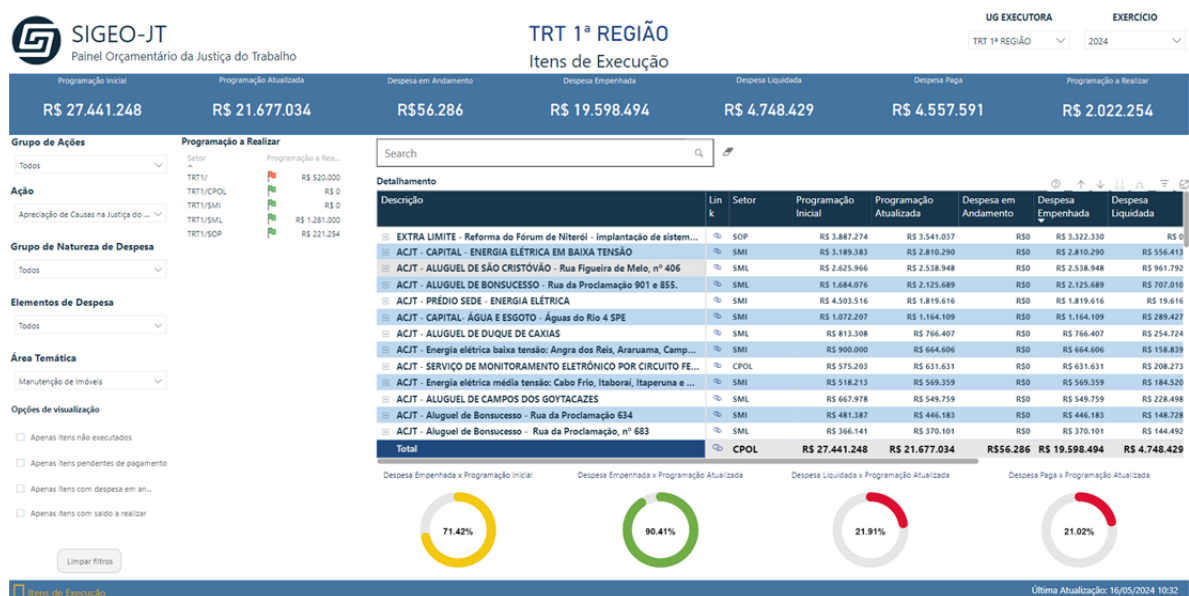 SIGEO-JT
Painel Orçamentário da Justiça do Trabalho
TRT 1ª REGIÃO
Itens de Execução
UG EXECUTORA EXERCÍCIO
TRT 1ª REGIÃO 2024
Programação Inicial Programação Atualizada Despesa em Andamento Despesa Empenhada Despesa Liquidada Despesa Paga Programação a Realizar
R$ 27.441.248 R$ 21.677.034 R$56.286 R$ 19.598.494 R$ 4.748.429 R$ 4.557.591 R$ 2.022.254
Grupo de Ações
Todos
Ação
Apreciação de Causas na Justiça do ...
Grupo de Natureza de Despesa
Todos
Elementos de Despesa
Todos
Área Temática
Manutenção de Imóveis
Opções de visualização
Apenas itens não executados
Apenas itens pendentes de pagamento
Apenas itens com despesa em an...
Apenas itens com saldo a realizar
Limpar filtros
Programação a Realizar
Setor Programação a Rea...
TRT1/ R$ 520.000
TRT1/CPOL R$ 0
TRT1/SMI R$ 0
TRT1/SML R$ 1.281.000
TRT1/SOP R$ 221.254
Search
Detalhamento
Descrição Link Setor Programação Inicial Programação Atualizada Despesa em Andamento Despesa Empenhada Despesa Liquidada
EXTRA LIMITE - Reforma do Fórum de Niterói - implantação de sistem... SOP R$ 3.887.274 R$ 3.541.037 R$0 R$ 3.322.330 R$ 0
ACJT - CAPITAL - ENERGIA ELÉTRICA EM BAIXA TENSÃO SMI R$ 3.189.383 R$ 2.810.290 R$0 R$ 2.810.290 R$ 556.413
ACJT - ALUGUEL DE SÃO CRISTÓVÃO - Rua Figueira de Melo, nº 406 SML R$ 2.625.966 R$ 2.538.948 R$0 R$ 2.538.948 R$ 961.792
ACJT - ALUGUEL DE BONSUCESSO - Rua da Proclamação 901 e 855. SML R$ 1.684.076 R$ 2.125.689 R$0 R$ 2.125.689 R$ 707.010
ACJT - PRÉDIO SEDE - ENERGIA ELÉTRICA SMI R$ 4.503.516 R$ 1.819.616 R$0 R$ 1.819.616 R$ 19.616
ACJT - CAPITAL- ÁGUA E ESGOTO - Águas do Rio 4 SPE SMI R$ 1.072.207 R$ 1.164.109 R$0 R$ 1.164.109 R$ 289.427
ACJT - ALUGUEL DE DUQUE DE CAXIAS SML R$ 813.308 R$ 766.407 R$0 R$ 766.407 R$ 254.724
ACJT - Energia elétrica baixa tensão: Angra dos Reis, Araruama, Camp... SMI R$ 900.000 R$ 664.606 R$0 R$ 664.606 R$ 158.839
ACJT - SERVIÇO DE MONITORAMENTO ELETRÔNICO POR CIRCUITO FE... CPOL R$ 575.203 R$ 631.631 R$0 R$ 631.631 R$ 208.273
ACJT - Energia elétrica média tensão: Cabo Frio, Itaboraí, Itaperuna e ... SMI R$ 518.213 R$ 569.359 R$0 R$ 569.359 R$ 184.520
ACJT - ALUGUEL DE CAMPOS DOS GOYTACAZES SML R$ 667.978 R$ 549.759 R$0 R$ 549.759 R$ 228.498
ACJT - Aluguel de Bonsucesso - Rua da Proclamação 634 SMI R$ 481.387 R$ 446.183 R$0 R$ 446.183 R$ 148.728
ACJT - Aluguel de Bonsucesso - Rua da Proclamação, nº 683 SML R$ 366.141 R$ 370.101 R$0 R$ 370.101 R$ 144.492
Total CPOL R$ 27.441.248 R$ 21.677.034 R$56.286 R$ 19.598.494 R$ 4.748.429
Despesa Empenhada x Programação Inicial Despesa Empenhada x Programação Atualizada Despesa Liquidada x Programação Atualizada Despesa Paga x Programação Atualizada
71.42% 90.41% 21.91% 21.02%
Itens de Execução
Última Atualização: 16/05/2024 10:32